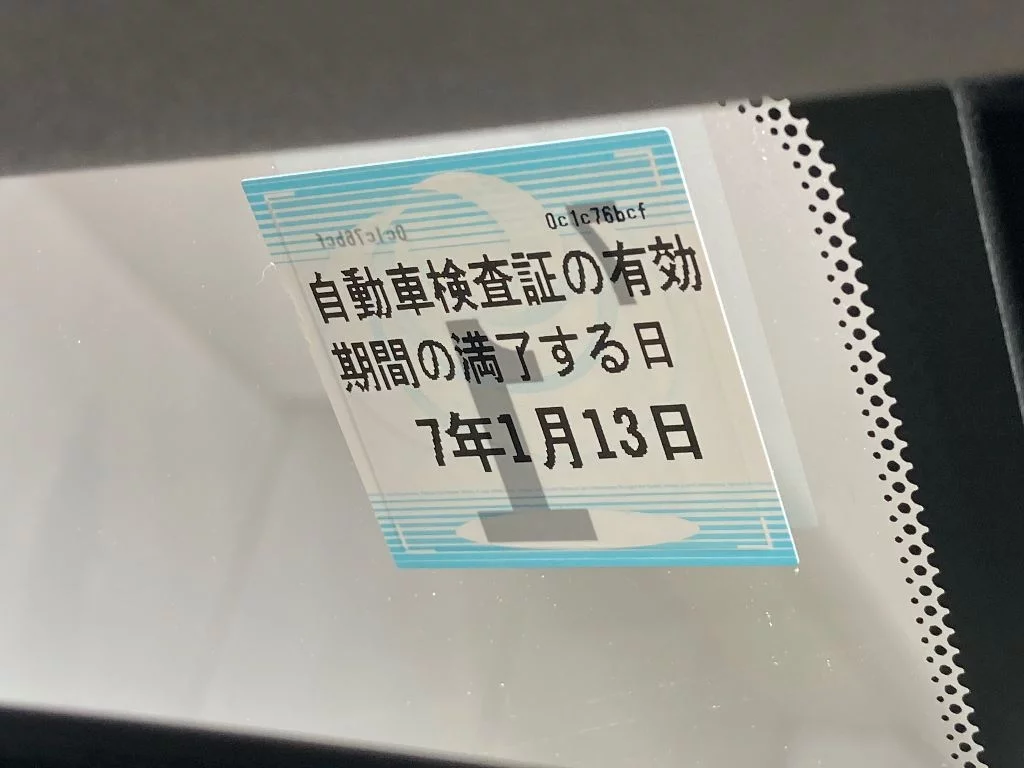 0c1c76bcf
自動車検査証の有効
期間の満了する日
7年1月13日